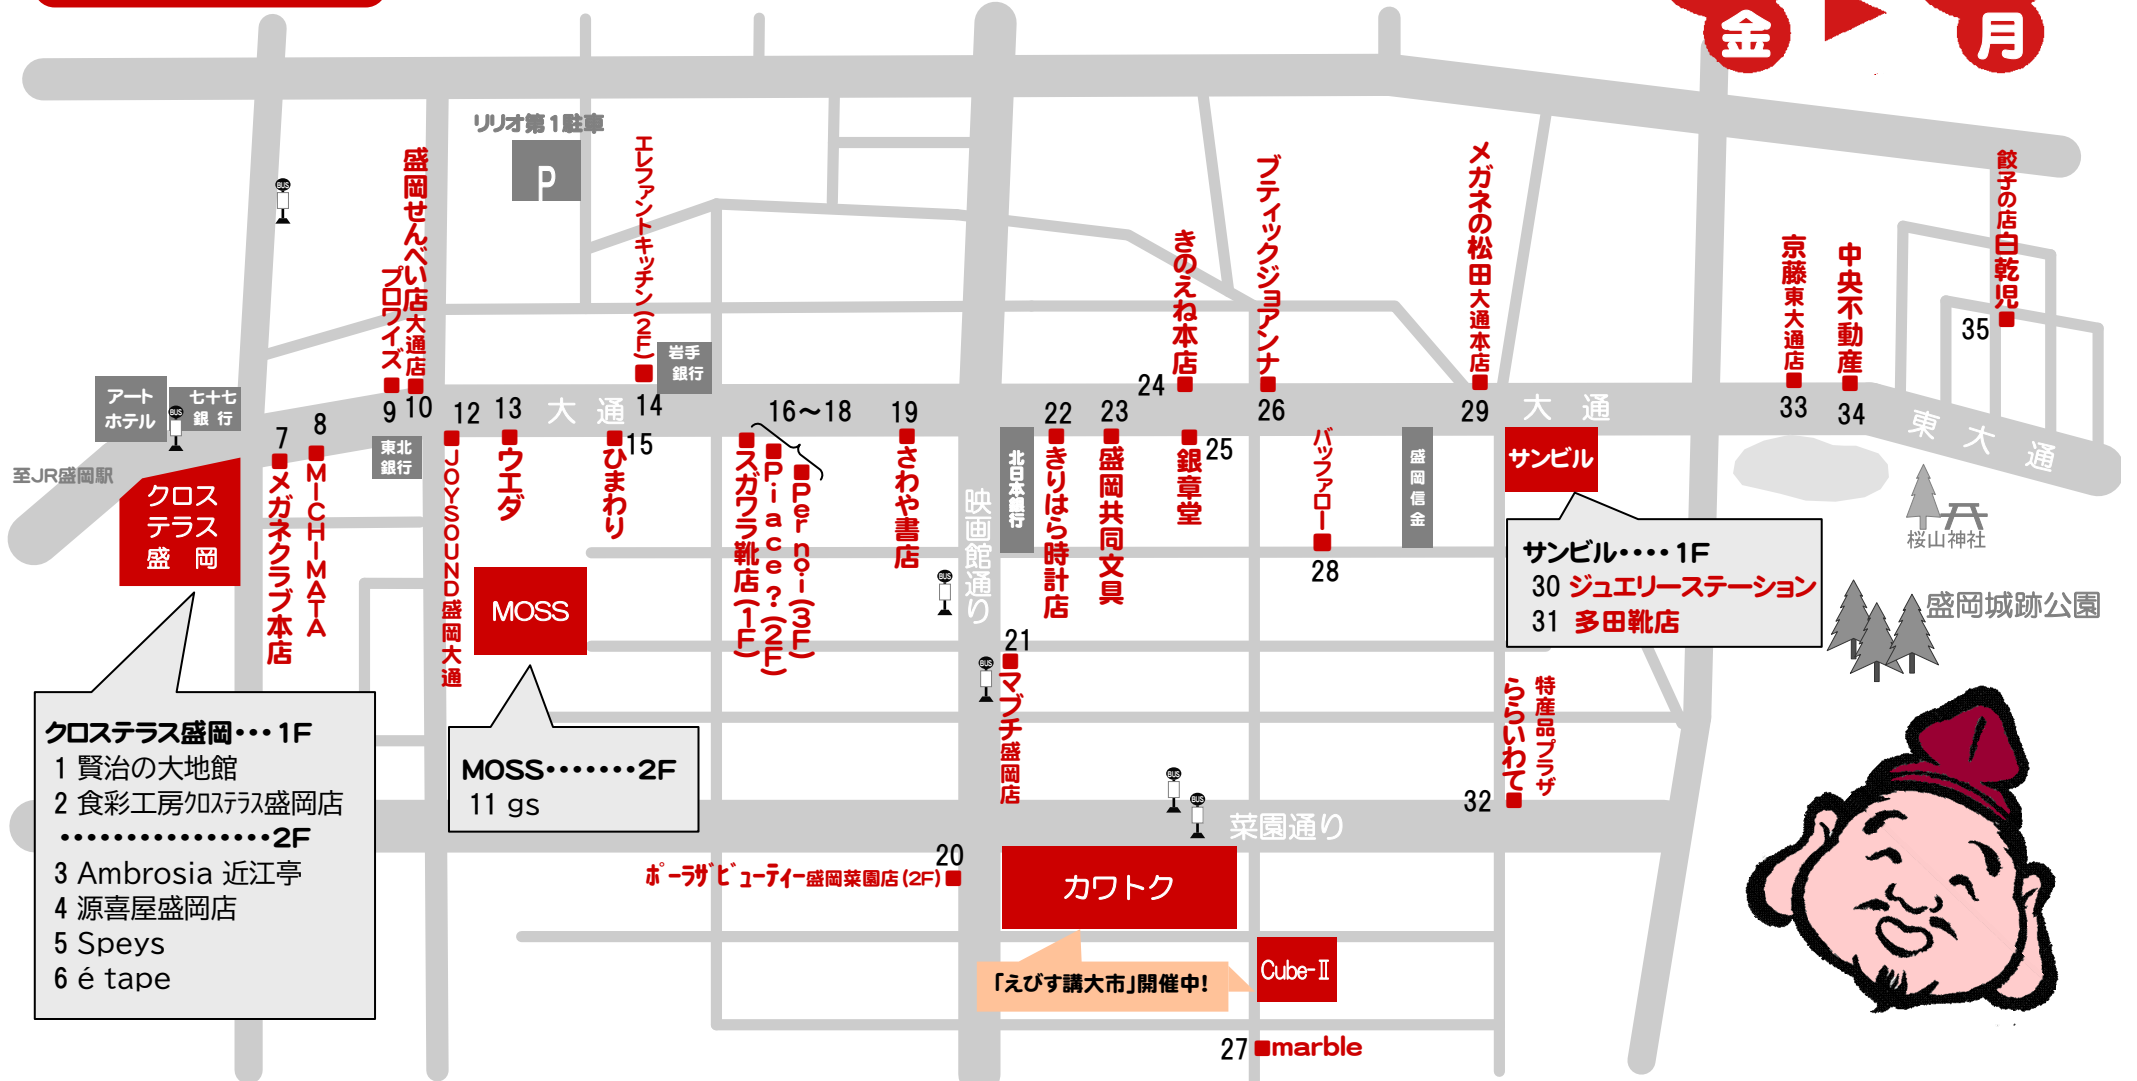 金
月
リリオ第1駐車
P
盛岡せんべい店大通店
プロワイズ
エレファントキッチン(2F)
岩手
銀行
きのえね本店
ブティックジョアンナ
メガネの松田大通本店
京藤東大通店
中央不動産
餃子の店白乾児
35
アート
ホテル
七十七
銀行
BUS
BUS
至JR盛岡駅
7
8
9
10
12
13
大通
14
15
16〜18
19
22
23
24
25
26
29
大通
33
34
東大通
クロス
テラス
盛岡
メガネクラブ本店
MICHIMATA
東北
銀行
JOYSOUND盛岡大通
ウエダ
ひまわり
スガワラ靴店(1F)
Piace?(2F)
Per noi(3F)
さわや書店
映画館通り
北日本銀行
きりはら時計店
盛岡共同文具
銀章堂
バッファロー
28
盛岡信金
サンビル
サンビル････1F
30 ジュエリーステーション
31 多田靴店
桜山神社
盛岡城跡公園
MOSS
MOSS･･･････2F
11 gs
BUS
BUS
21
マブチ盛岡店
特産品プラザ
ららいわて
32
クロステラス盛岡･･･1F
1 賢治の大地館
2 食彩工房クロステラス盛岡店
････････････････2F
3 Ambrosia 近江亭
4 源喜屋盛岡店
5 Speys
6 é tape
BUS
BUS
菜園通り
20
ポーラザビューティー盛岡菜園店(2F)
カワトク
「えびす講大市」開催中!
Cube-Ⅱ
27
marble